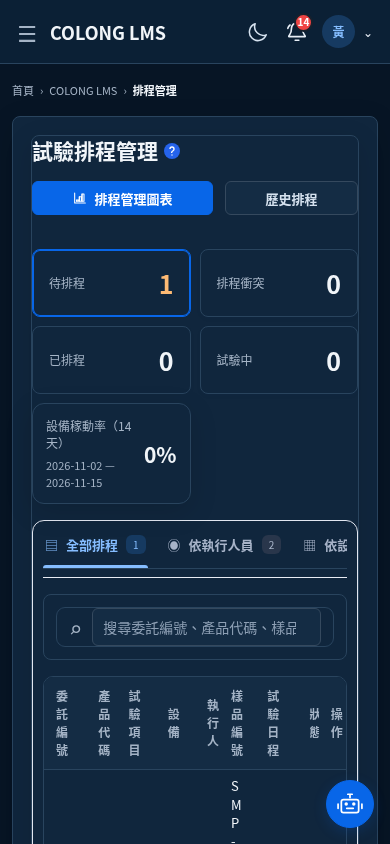 COLONG LMS
14
黃
首頁 › COLONG LMS › 排程管理
試驗排程管理 ?
排程管理圖表
歷史排程
待排程 1
排程衝突 0
已排程 0
試驗中 0
設備稼動率（14天）
2026-11-02 — 2026-11-15
0%
全部排程 1
依執行人員 2
依設
搜尋委託編號、產品代碼、樣品
委託編號 產品代碼 試驗項目 設備 執行人 樣品編號 試驗日程 狀態 操作
SMP-